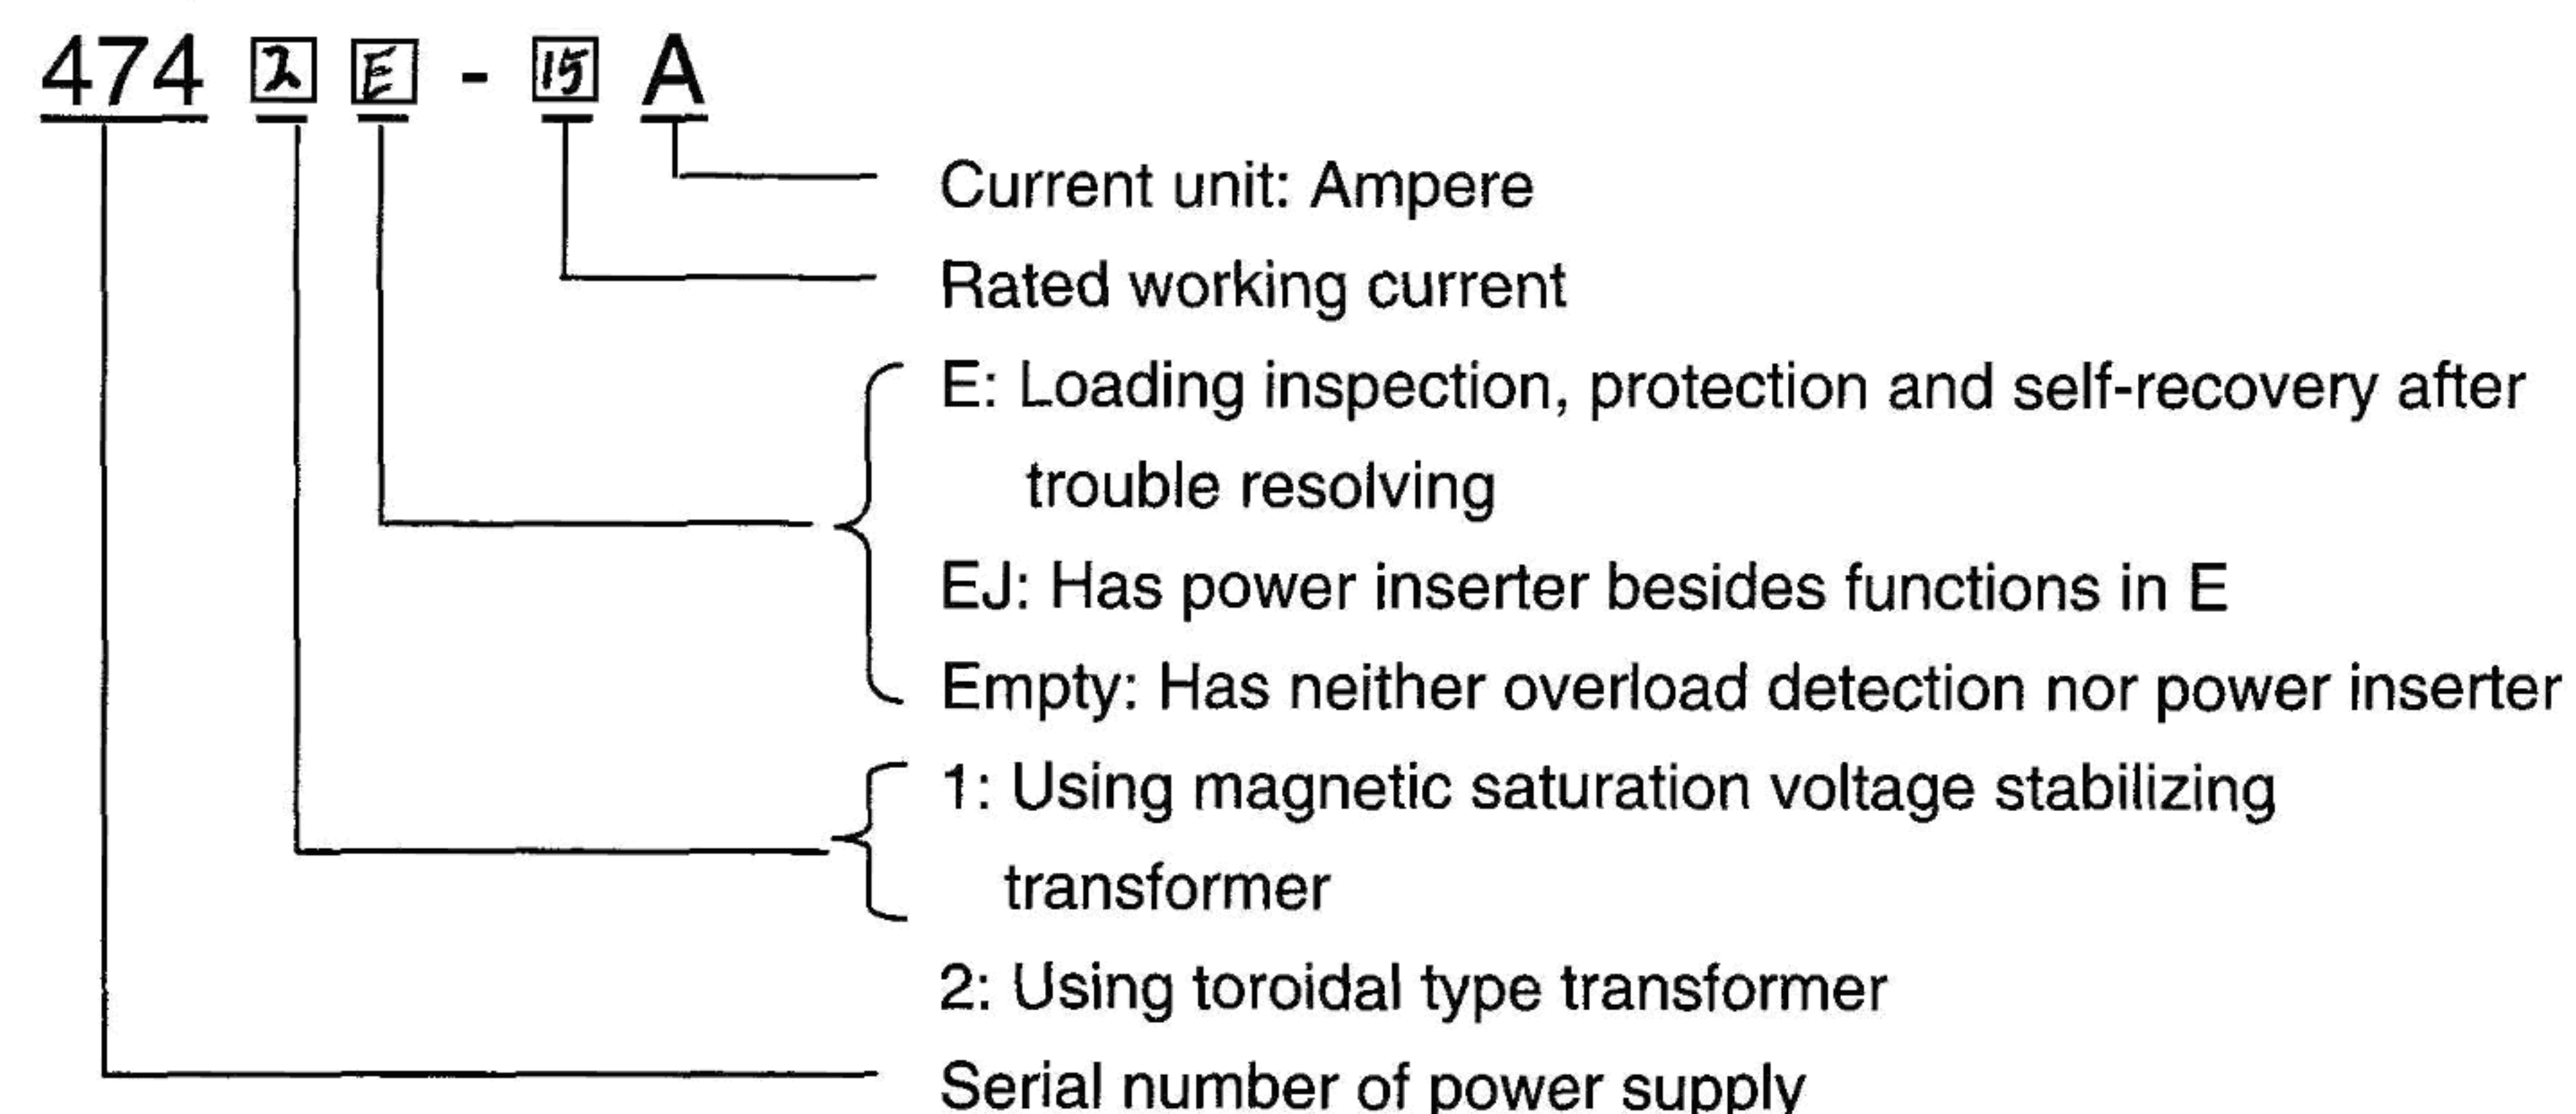 474 2 E - 15 A
Current unit: Ampere
Rated working current
E: Loading inspection, protection and self-recovery after
trouble resolving
EJ: Has power inserter besides functions in E
Empty: Has neither overload detection nor power inserter
1: Using magnetic saturation voltage stabilizing
transformer
2: Using toroidal type transformer
Serial number of power supply